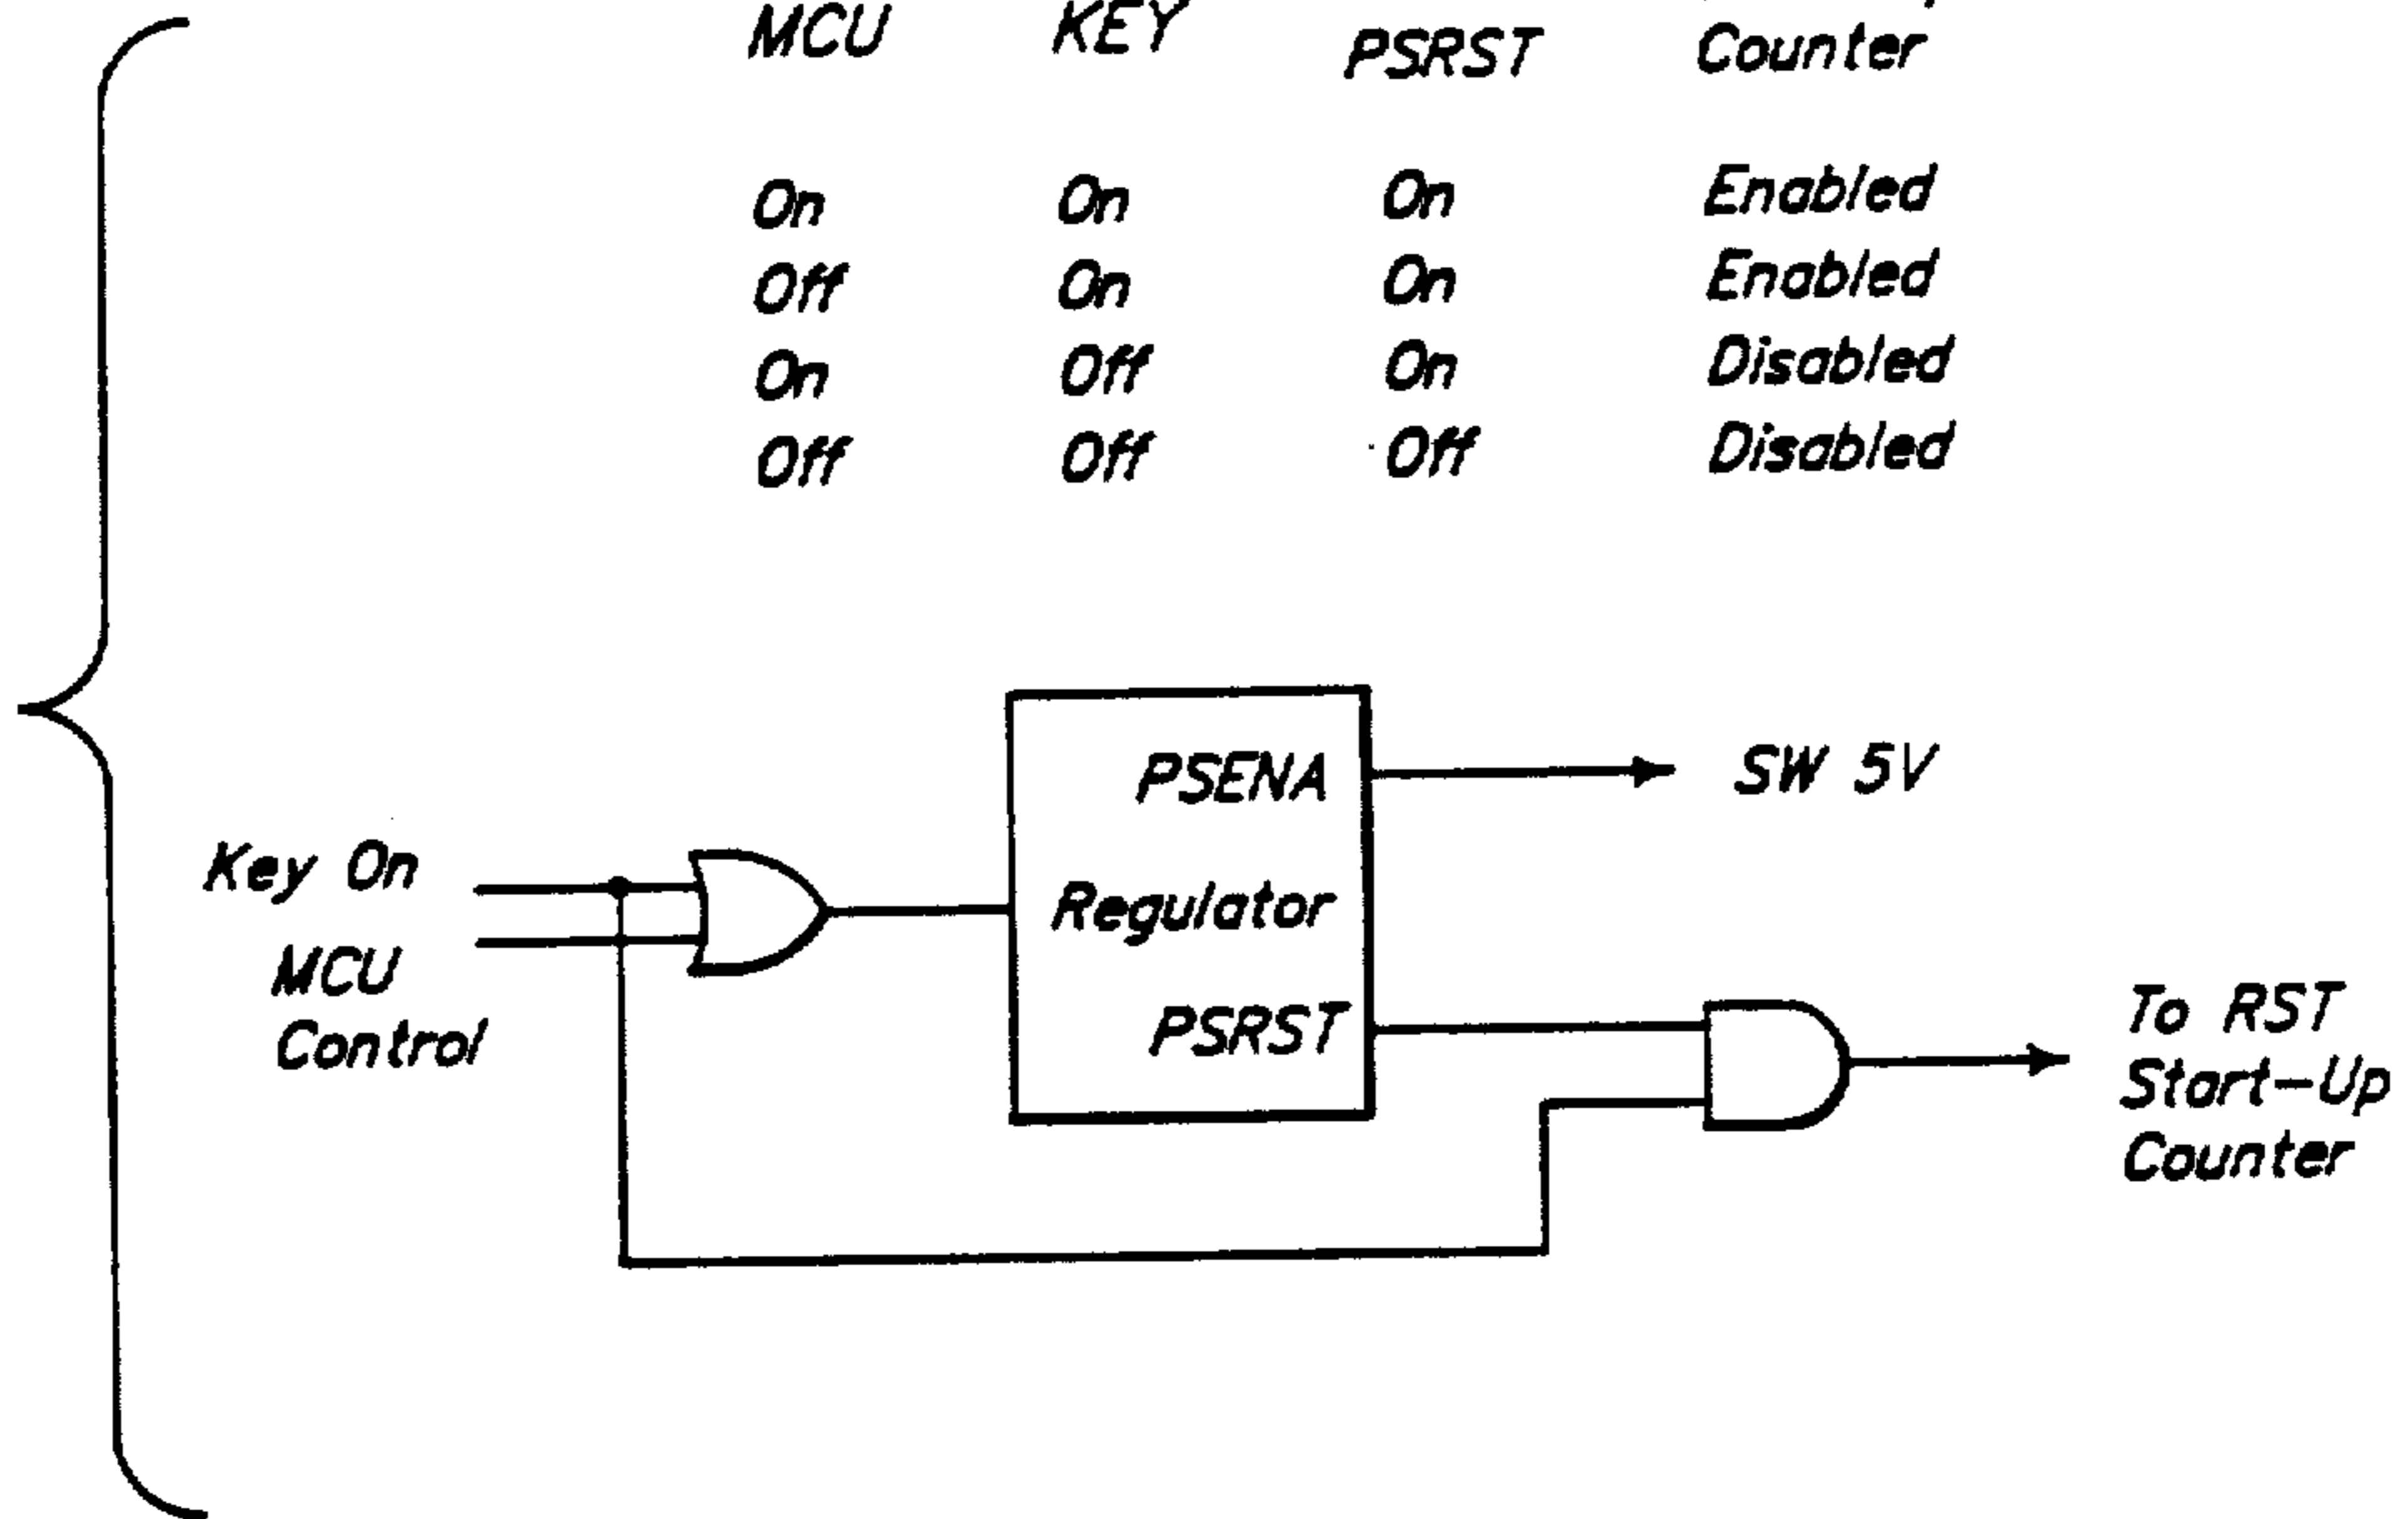 MCU KEY PSRST Counter
On On On Enabled
Off On On Enabled
On Off On Disabled
Off Off Off Disabled
PSENA
SW 5V
Key On
Regulator
MCU
Control
PSRST
To RST
Start-Up
Counter